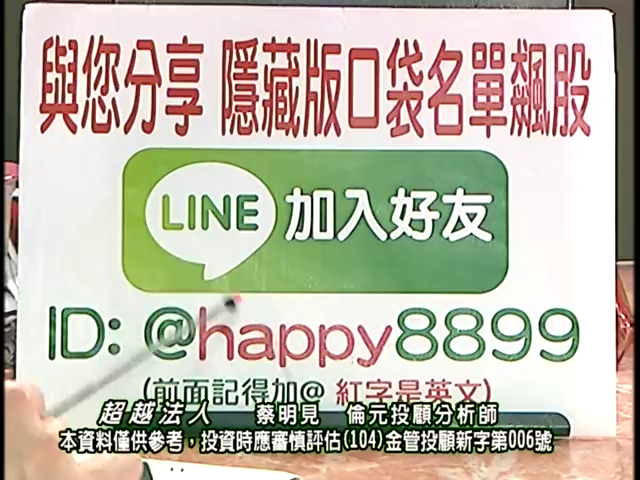 與您分享 隱藏版口袋名單飆股
LINE 加入好友
ID: @happy8899
(前面記得加@ 紅字是英文)
超越法人 蔡明見 倫元投顧分析師
本資料僅供參考，投資時應審慎評估(104)金管投顧新字第006號